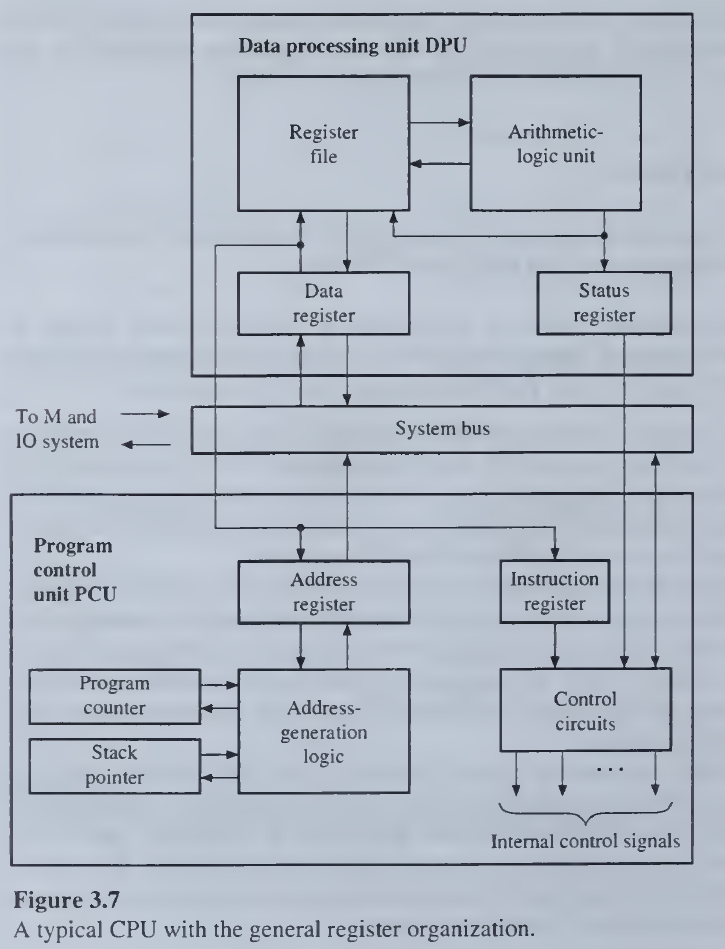 Data processing unit DPU
Register
file
Arithmetic-
logic unit
Data
register
Status
register
To M and
IO system
System bus
Program
control
unit PCU
Address
register
Instruction
register
Program
counter
Address-
generation
logic
Control
circuits
Stack
pointer
...
Internal control signals
Figure 3.7
A typical CPU with the general register organization.